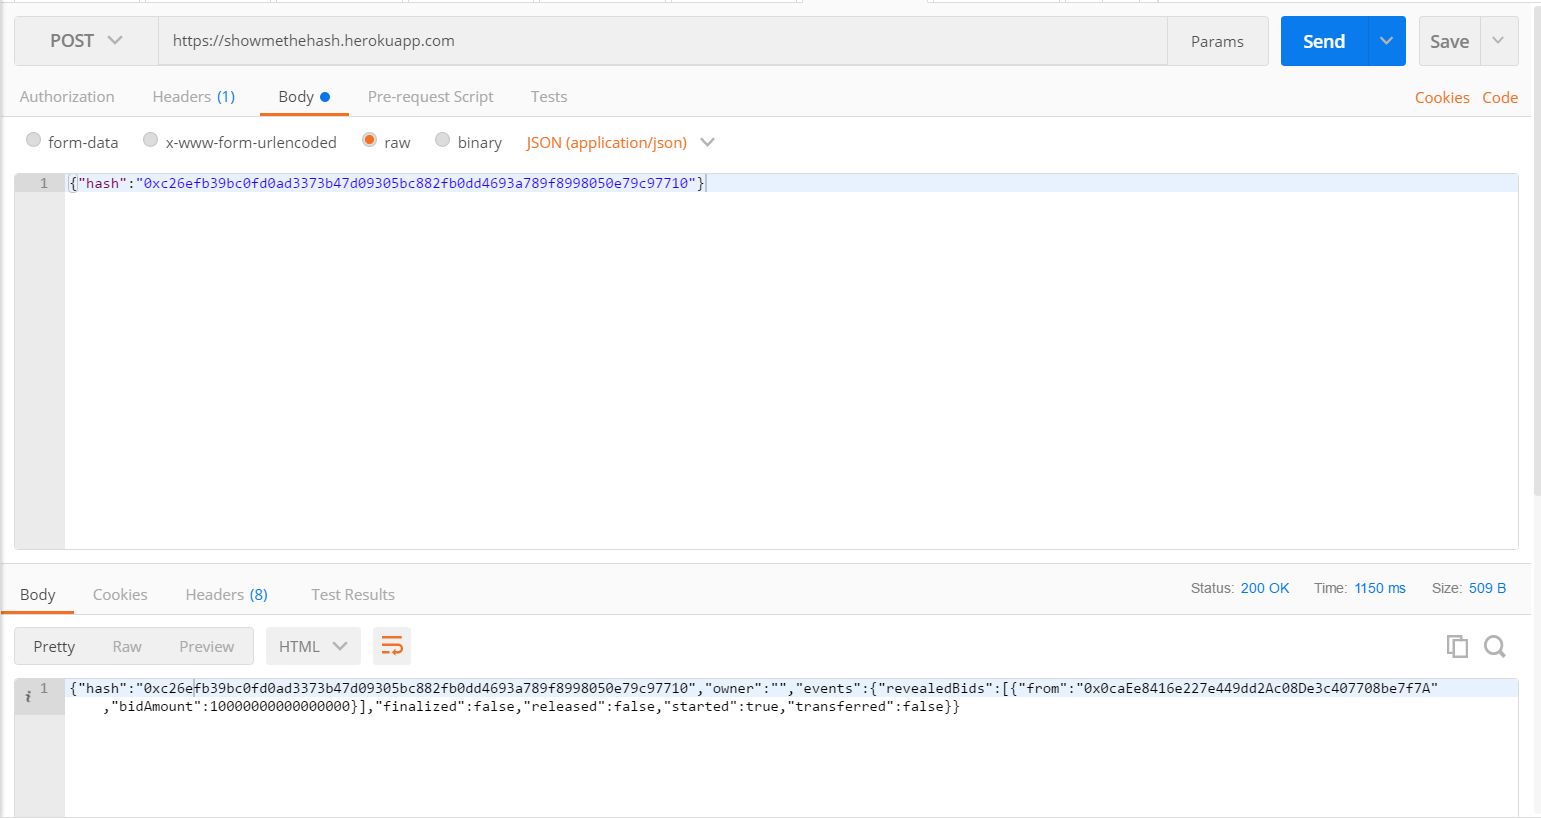 POST https://showmethehash.herokuapp.com Params Send Save
Authorization Headers (1) Body Pre-request Script Tests Cookies Code
form-data x-www-form-urlencoded raw binary JSON (application/json)
1 {"hash":"0xc26efb39bc0fd0ad3373b47d09305bc882fb0dd4693a789f8998050e79c97710"}
Body Cookies Headers (8) Test Results Status: 200 OK Time: 1150 ms Size: 509 B
Pretty Raw Preview HTML
i 1 {"hash":"0xc26efb39bc0fd0ad3373b47d09305bc882fb0dd4693a789f8998050e79c97710","owner":"","events":{"revealedBids":[{"from":"0x0caEe8416e227e449dd2Ac08De3c407708be7f7A"
,"bidAmount":10000000000000000}],"finalized":false,"released":false,"started":true,"transferred":false}}